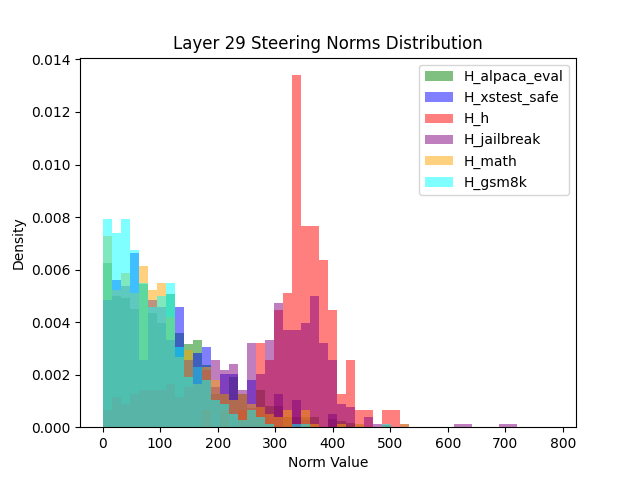 Layer 29 Steering Norms Distribution
0.014
0.012
0.010
0.008
0.006
0.004
0.002
0.000
Density
H_alpaca_eval
H_xstest_safe
H_h
H_jailbreak
H_math
H_gsm8k
0 100 200 300 400 500 600 700 800
Norm Value